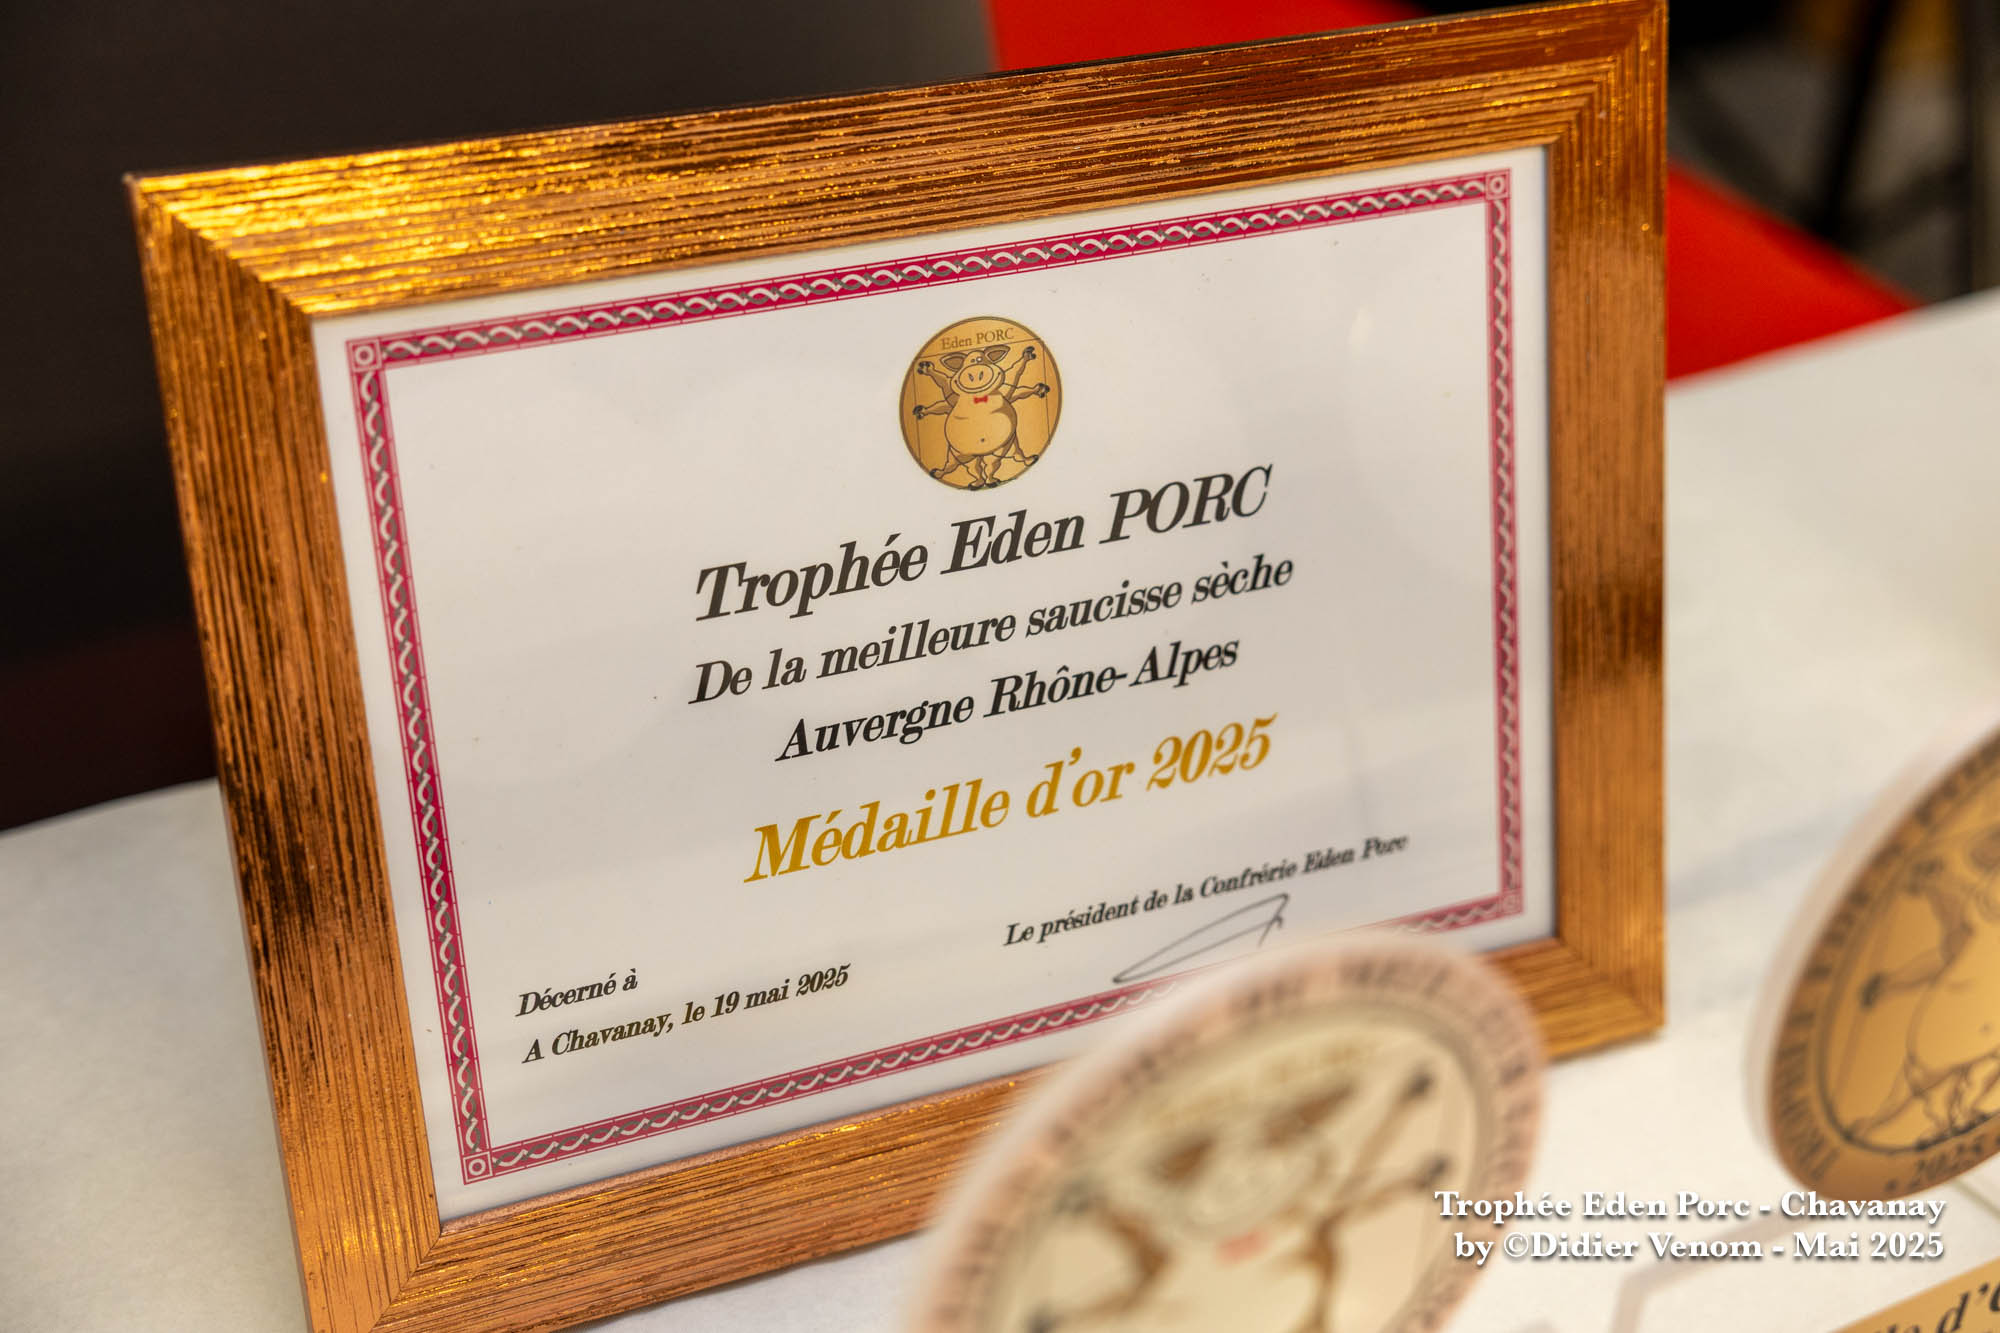 Eden PORC
Trophée Eden PORC
De la meilleure saucisse sèche
Auvergne Rhône-Alpes
Médaille d'or 2025
Le président de la Confrérie Eden Porc
Décerné à
A Chavanay, le 19 mai 2025
2025
Trophée Eden Porc - Chavanay
by ©Didier Venom - Mai 2025